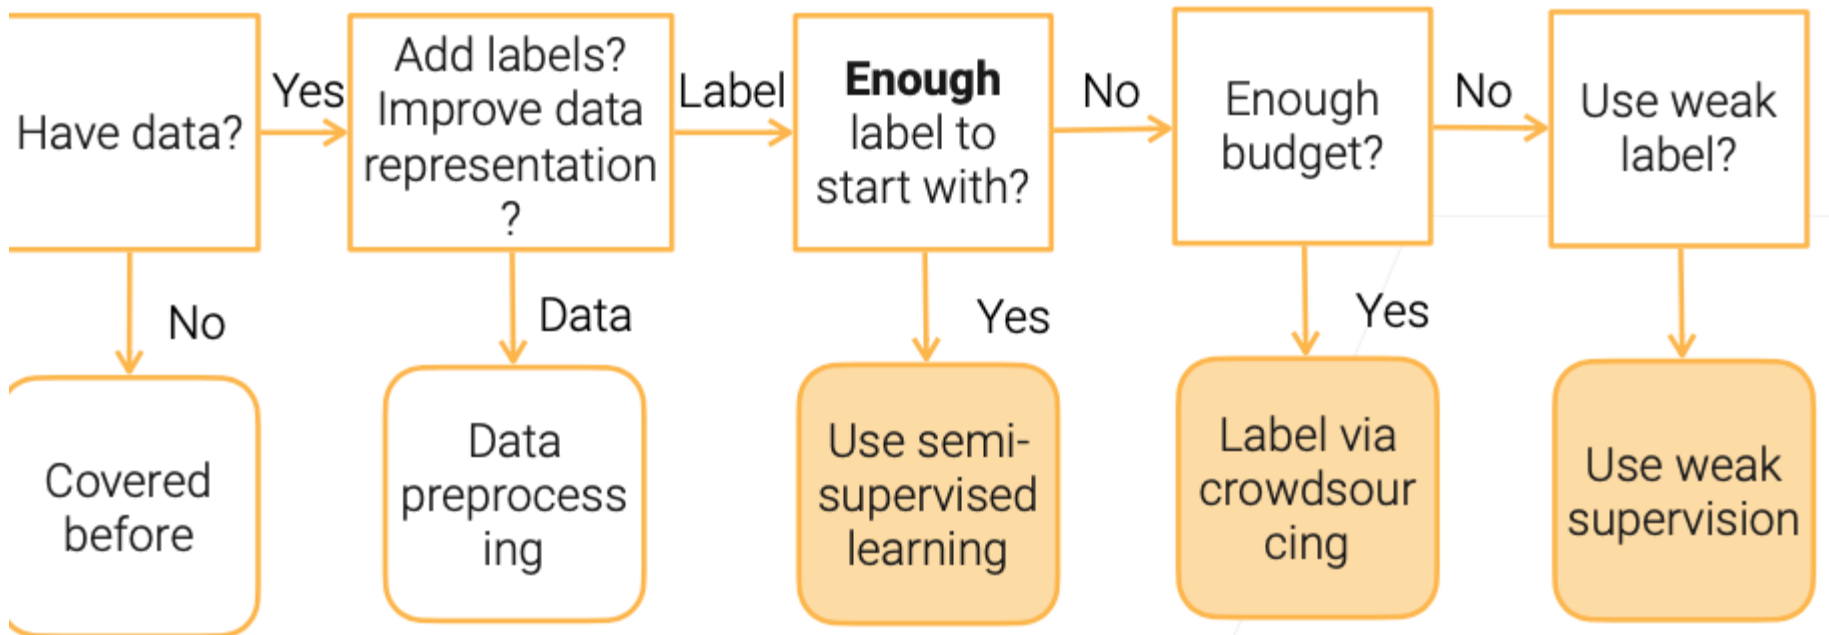 Have data?
Yes
Add labels?
Improve data
representation
?
Label
Enough
label to
start with?
No
Enough
budget?
No
Use weak
label?
No
Data
Yes
Yes
Covered
before
Data
preprocess
ing
Use semi-
supervised
learning
Label via
crowdsour
cing
Use weak
supervision